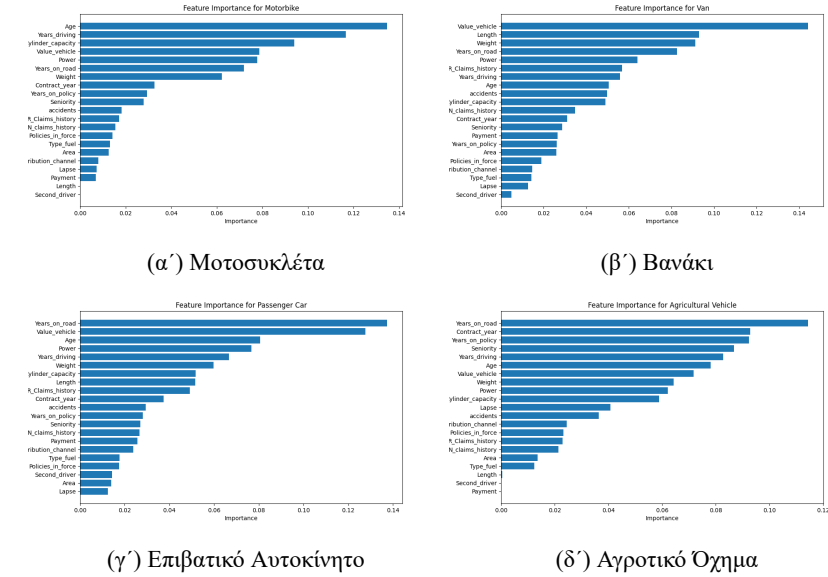 Feature Importance for Motorbike
Age
Years_driving
ylinder_capacity
Value_vehicle
Power
Years_on_road
Weight
Contract_year
Years_on_policy
Seniority
accidents
R_Claims_history
N_claims_history
Policies_in_force
Type_fuel
Area
ribution_channel
Lapse
Payment
Length
Second_driver
0.00 0.02 0.04 0.06 0.08 0.10 0.12 0.14
Importance
(α΄) Μοτοσυκλέτα
Feature Importance for Van
Value_vehicle
Length
Weight
Years_on_road
Power
R_Claims_history
Years_driving
Age
accidents
ylinder_capacity
N_claims_history
Contract_year
Seniority
Payment
Years_on_policy
Area
Policies_in_force
ribution_channel
Type_fuel
Lapse
Second_driver
0.00 0.02 0.04 0.06 0.08 0.10 0.12 0.14
Importance
(β΄) Βανάκι
Feature Importance for Passenger Car
Years_on_road
Value_vehicle
Age
Power
Years_driving
Weight
ylinder_capacity
Length
R_Claims_history
Contract_year
accidents
Years_on_policy
Seniority
N_claims_history
Payment
ribution_channel
Type_fuel
Policies_in_force
Second_driver
Area
Lapse
0.00 0.02 0.04 0.06 0.08 0.10 0.12 0.14
Importance
(γ΄) Επιβατικό Αυτοκίνητο
Feature Importance for Agricultural Vehicle
Years_on_road
Contract_year
Years_on_policy
Seniority
Years_driving
Age
Value_vehicle
Weight
Power
ylinder_capacity
Lapse
accidents
ribution_channel
Policies_in_force
R_Claims_history
N_claims_history
Area
Type_fuel
Length
Second_driver
Payment
0.00 0.02 0.04 0.06 0.08 0.10 0.12
Importance
(δ΄) Αγροτικό Όχημα